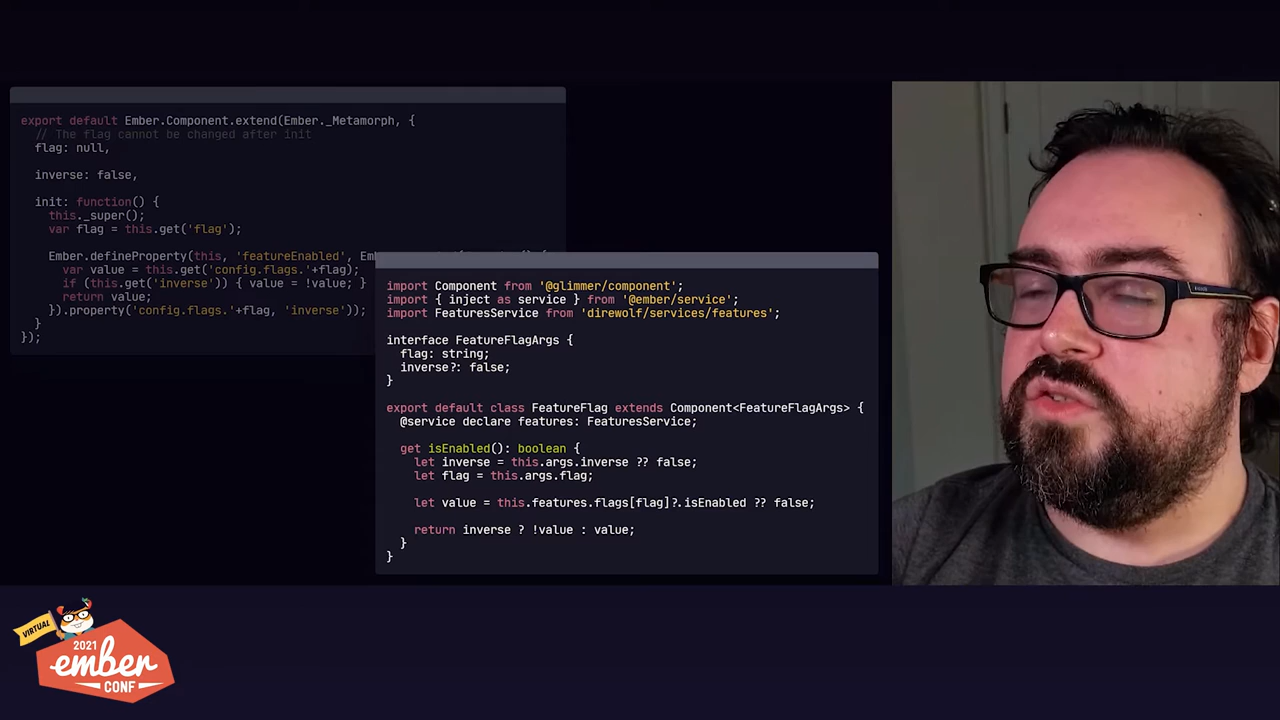 export default Ember.Component.extend(Ember._Metamorph, {
// The flag cannot be changed after init
flag: null,
inverse: false,
init: function() {
this._super();
var flag = this.get('flag');
Ember.defineProperty(this, 'featureEnabled',
var value = this.get('config.flags.'+flag);
if (this.get('inverse')) { value = !value; }
return value;
}).property('config.flags.'+flag, 'inverse'));
}
});
import Component from '@glimmer/component';
import { inject as service } from '@ember/service';
import FeaturesService from 'direwolf/services/features';
interface FeatureFlagArgs {
flag: string;
inverse?: false;
}
export default class FeatureFlag extends Component<FeatureFlagArgs> {
@service declare features: FeaturesService;
get isEnabled(): boolean {
let inverse = this.args.inverse ?? false;
let flag = this.args.flag;
let value = this.features.flags[flag]?.isEnabled ?? false;
return inverse ? !value : value;
}
}
VIRTUAL
2021
ember
CONF